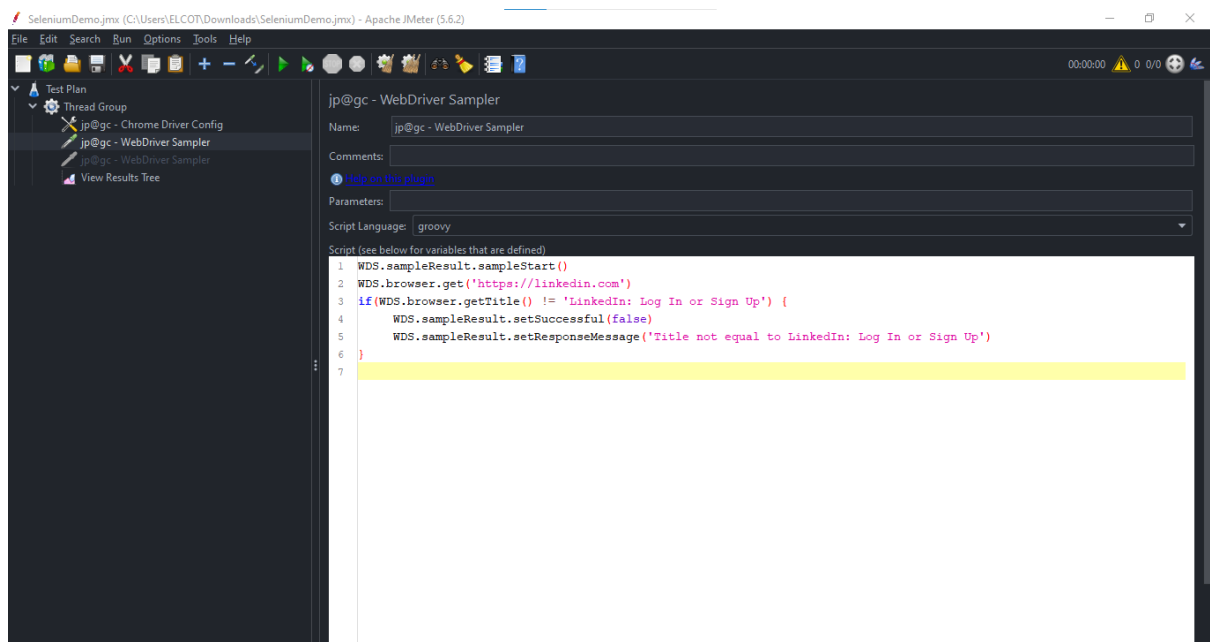 SeleniumDemo.jmx (C:\Users\ELCOT\Downloads\SeleniumDemo.jmx) - Apache JMeter (5.6.2)
File Edit Search Run Options Tools Help
00:00:00 0 0/0
Test Plan
Thread Group
jp@gc - Chrome Driver Config
jp@gc - WebDriver Sampler
jp@gc - WebDriver Sampler
View Results Tree
jp@gc - WebDriver Sampler
Name: jp@gc - WebDriver Sampler
Comments:
Help on this plugin
Parameters:
Script Language: groovy
Script (see below for variables that are defined)
1 WDS.sampleResult.sampleStart()
2 WDS.browser.get('https://linkedin.com')
3 if(WDS.browser.getTitle() != 'LinkedIn: Log In or Sign Up') {
4 WDS.sampleResult.setSuccessful(false)
5 WDS.sampleResult.setResponseMessage('Title not equal to LinkedIn: Log In or Sign Up')
6 }
7